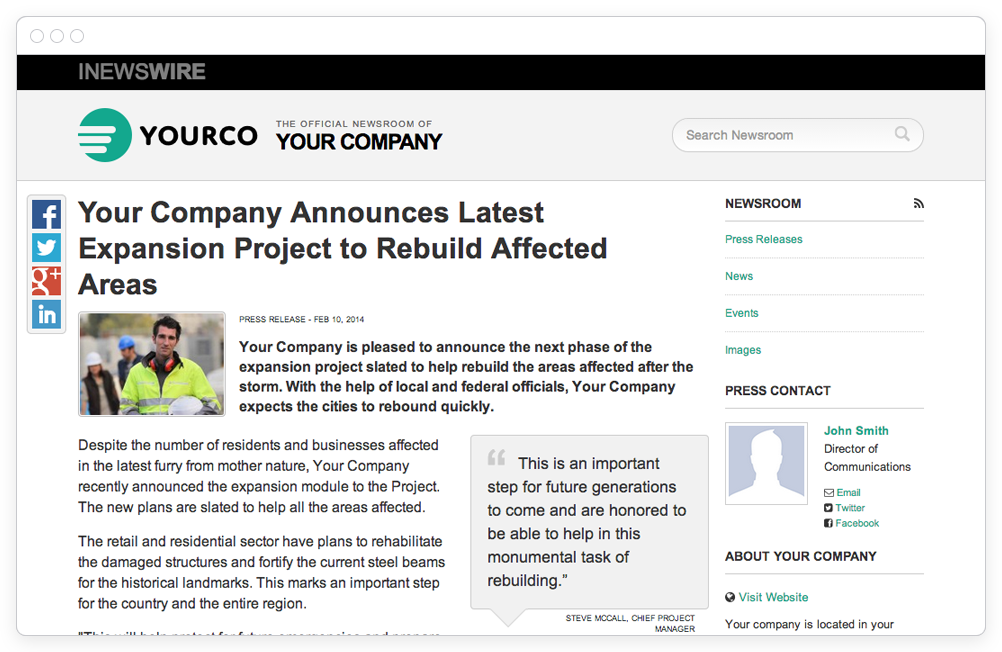 INEWSWIRE
YOURCO
THE OFFICIAL NEWSROOM OF
YOUR COMPANY
Search Newsroom
Your Company Announces Latest
Expansion Project to Rebuild Affected
Areas
PRESS RELEASE - FEB 10, 2014
Your Company is pleased to announce the next phase of the
expansion project slated to help rebuild the areas affected after the
storm. With the help of local and federal officials, Your Company
expects the cities to rebound quickly.
Despite the number of residents and businesses affected
in the latest furry from mother nature, Your Company
recently announced the expansion module to the Project.
The new plans are slated to help all the areas affected.
The retail and residential sector have plans to rehabilitate
the damaged structures and fortify the current steel beams
for the historical landmarks. This marks an important step
for the country and the entire region.
"This will help protect for future emergencies and prepare
“ This is an important
step for future generations
to come and are honored to
be able to help in this
monumental task of
rebuilding.”
STEVE MCCALL, CHIEF PROJECT
MANAGER
NEWSROOM
Press Releases
News
Events
Images
PRESS CONTACT
John Smith
Director of
Communications
Email
Twitter
Facebook
ABOUT YOUR COMPANY
Visit Website
Your company is located in your